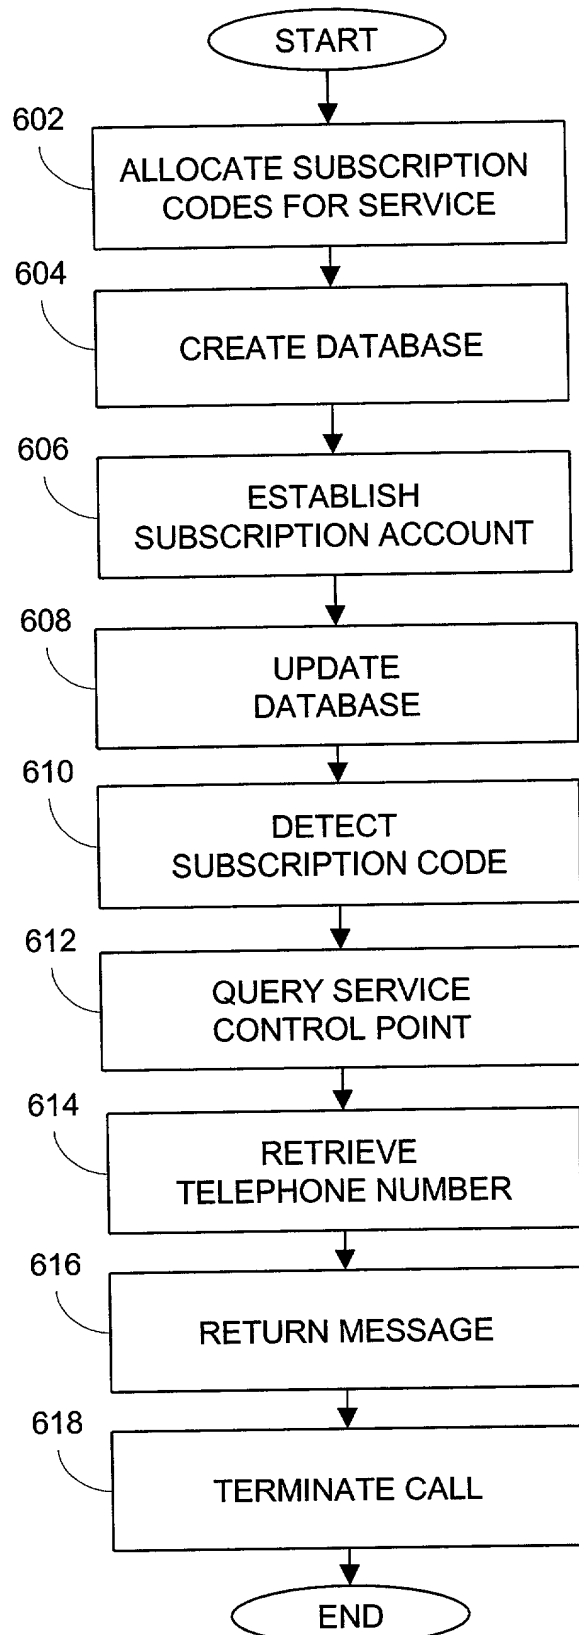 START
602
ALLOCATE SUBSCRIPTION
CODES FOR SERVICE
604
CREATE DATABASE
606
ESTABLISH
SUBSCRIPTION ACCOUNT
608
UPDATE
DATABASE
610
DETECT
SUBSCRIPTION CODE
612
QUERY SERVICE
CONTROL POINT
614
RETRIEVE
TELEPHONE NUMBER
616
RETURN MESSAGE
618
TERMINATE CALL
END